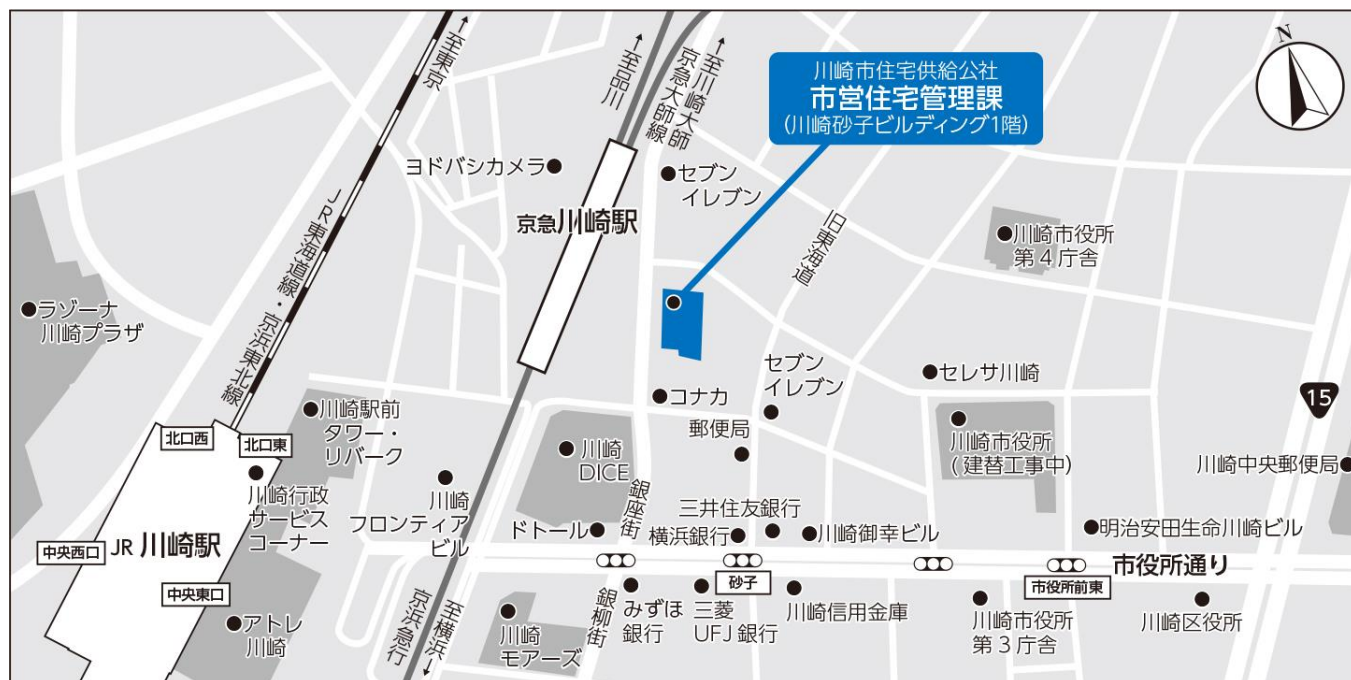 ←至東京
←至品川
京急大師線
←至川崎大師
川崎市住宅供給公社
市営住宅管理課
(川崎砂子ビルディング1階)
N
ヨドバシカメラ
セブン
イレブン
京急川崎駅
旧東海道
川崎市役所
第4庁舎
JR東海道線・京浜東北線
ラゾーナ
川崎プラザ
セブン
イレブン
セレサ川崎
15
コナカ
川崎駅前
タワー・
リバーク
郵便局
北口西
北口東
川崎
DICE
川崎市役所
(建替工事中)
川崎中央郵便局
川崎行政
サービス
コーナー
川崎
フロンティア
ビル
銀座街
ドトール
三井住友銀行
横浜銀行
川崎御幸ビル
明治安田生命川崎ビル
中央西口
JR 川崎駅
市役所通り
砂子
市役所前東
中央東口
アトレ
川崎
京浜急行
至横浜→
川崎
モアーズ
銀柳街
みずほ
銀行
三菱
UFJ銀行
川崎信用金庫
川崎市役所
第3庁舎
川崎区役所